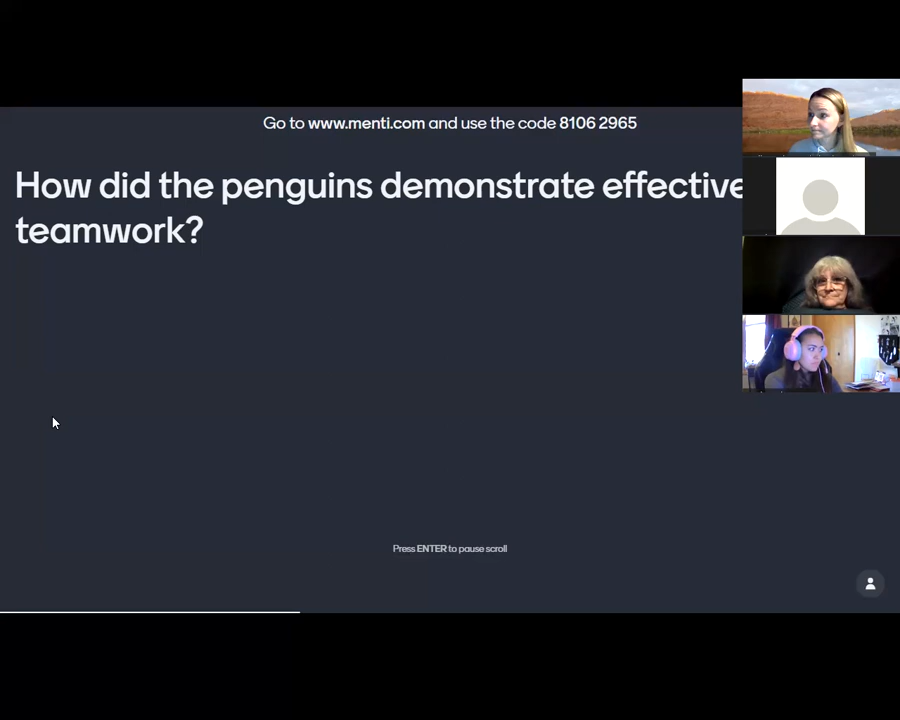 Go to www.menti.com and use the code 8106 2965
How did the penguins demonstrate effective
teamwork?
Press ENTER to pause scroll